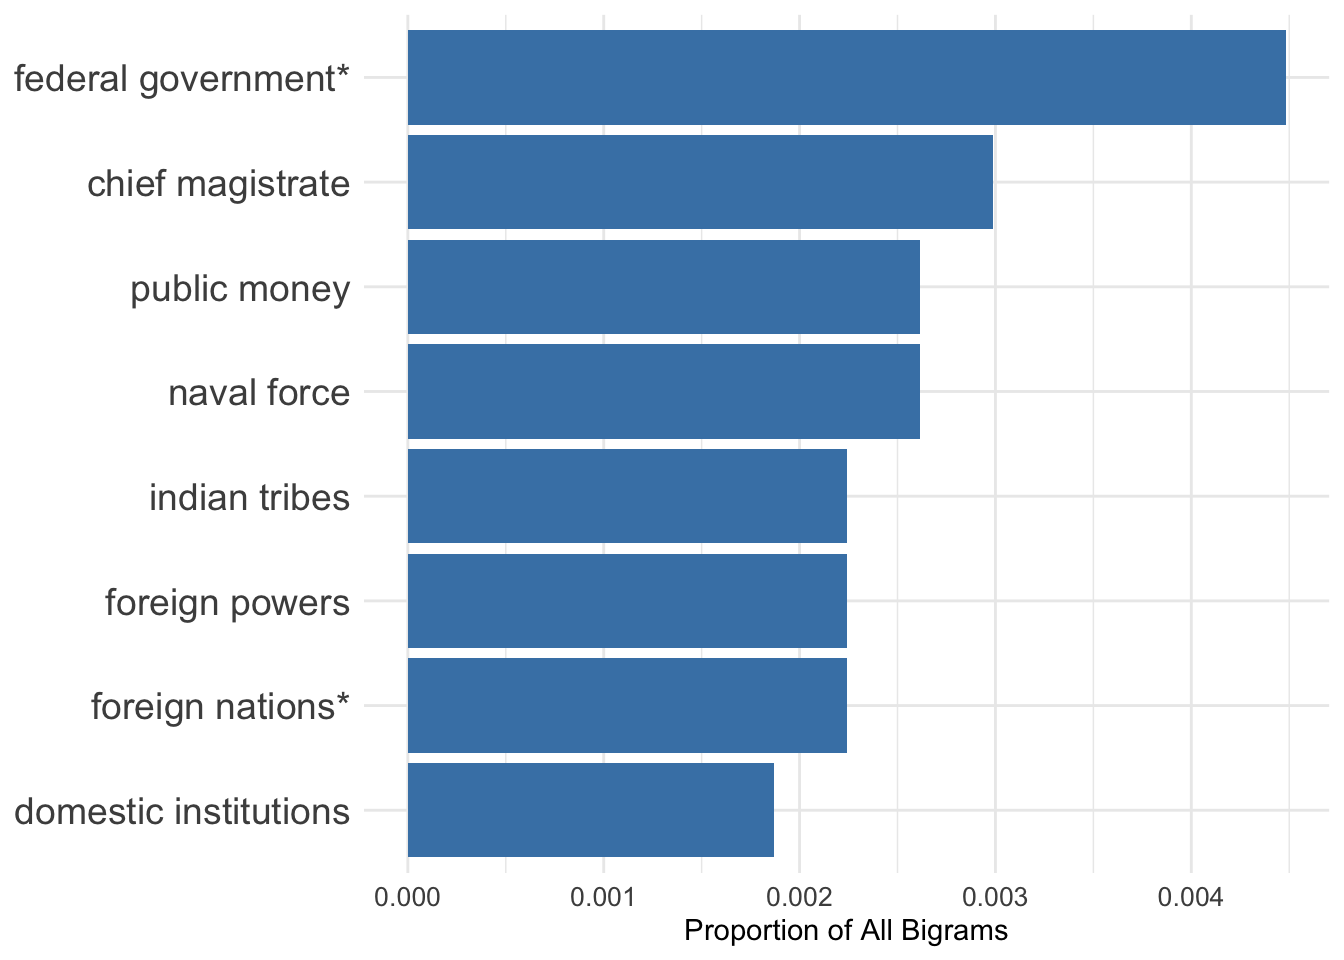 federal government*
chief magistrate
public money
naval force
indian tribes
foreign powers
foreign nations*
domestic institutions
0.000 0.001 0.002 0.003 0.004
Proportion of All Bigrams